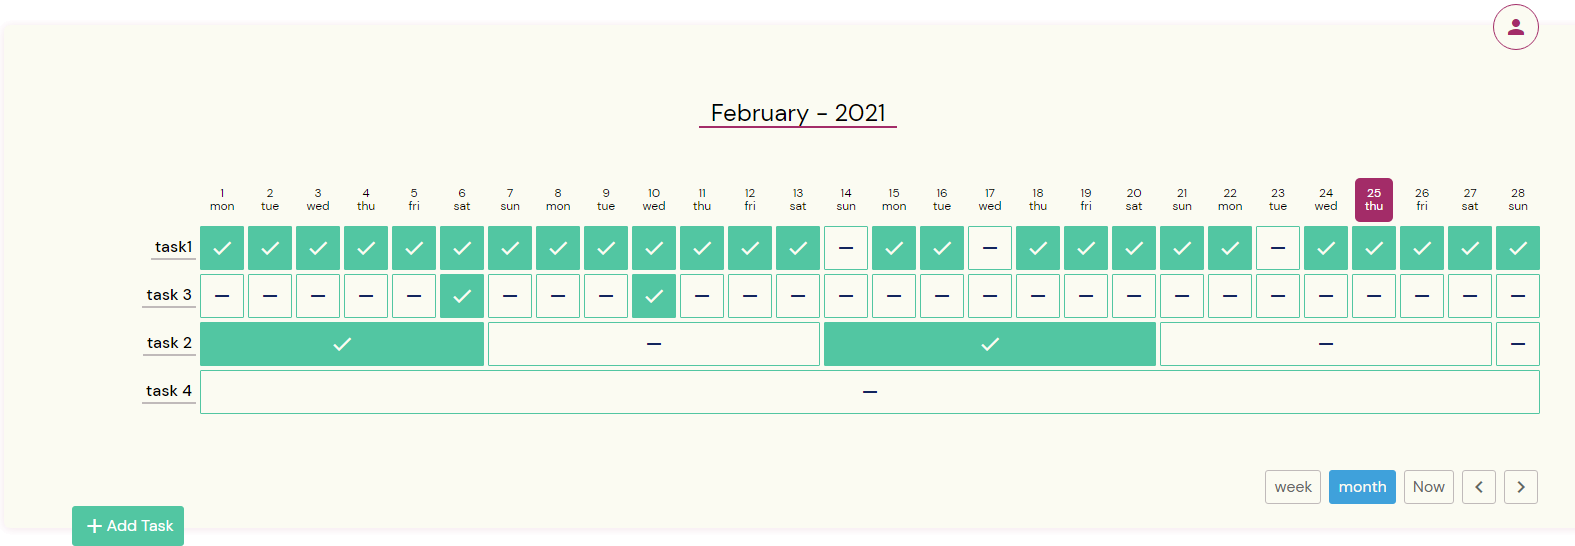 February - 2021
1 2 3 4 5 6 7 8 9 10 11 12 13 14 15 16 17 18 19 20 21 22 23 24 25 26 27 28
mon tue wed thu fri sat sun mon tue wed thu fri sat sun mon tue wed thu fri sat sun mon tue wed thu fri sat sun
task1
task 3
task 2
task 4
week month Now
Add Task